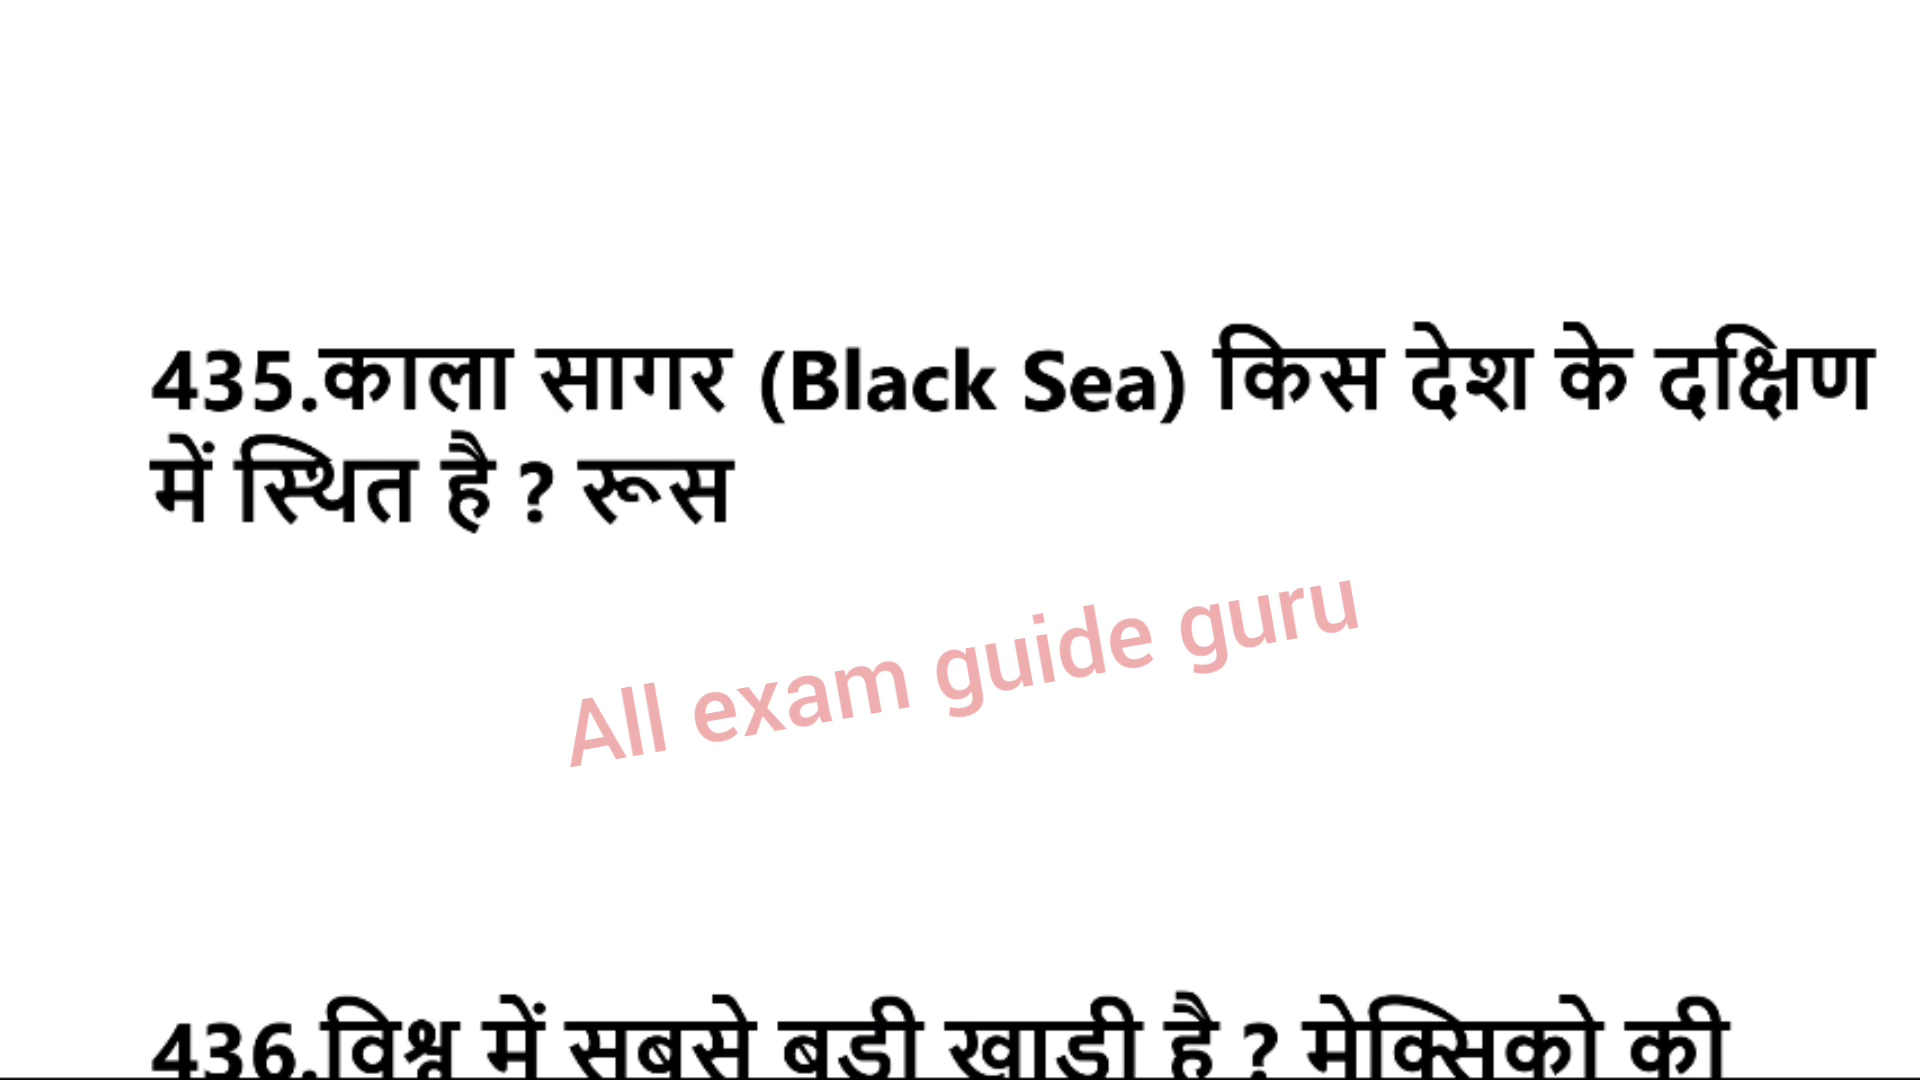 435.काला सागर (Black Sea) किस देश के दक्षिण
में स्थित है ? रूस
All exam guide guru
436.विश्व में सबसे बड़ी खाड़ी है ? मेक्सिको की